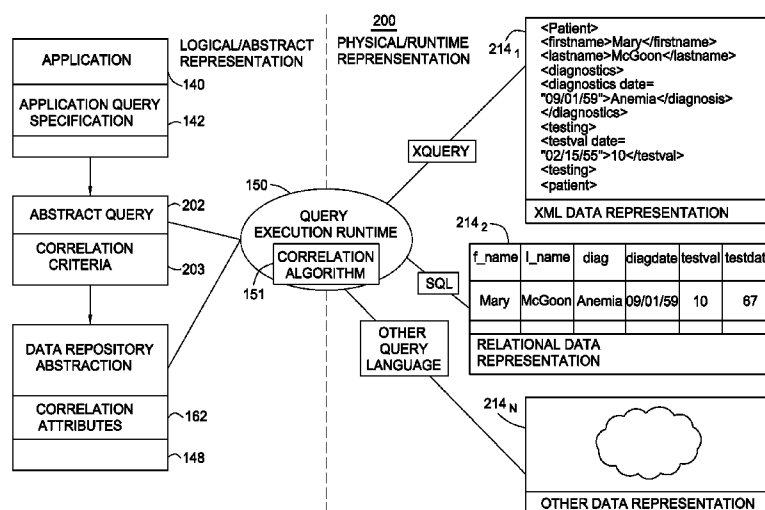 200
LOGICAL/ABSTRACT
REPRESENTATION
PHYSICAL/RUNTIME
REPRENSENTATION
APPLICATION
140
APPLICATION QUERY
SPECIFICATION
142
ABSTRACT QUERY
202
CORRELATION
CRITERIA
203
DATA REPOSITORY
ABSTRACTION
CORRELATION
ATTRIBUTES
162
148
150
QUERY
EXECUTION RUNTIME
CORRELATION
ALGORITHM
151
XQUERY
SQL
OTHER
QUERY
LANGUAGE
214 1
<Patient>
<firstname>Mary</firstname>
<lastname>McGoon</lastname>
<diagnostics>
<diagnostics date=
"09/01/59">Anemia</diagnosis>
</diagnostics>
<testing>
<testval date=
"02/15/55">10</testval>
<testing>
<patient>
XML DATA REPRESENTATION
214 2
f_name l_name diag diagdate testval testdat
Mary McGoon Anemia 09/01/59 10 67
RELATIONAL DATA
REPRESENTATION
214 N
OTHER DATA REPRESENTATION